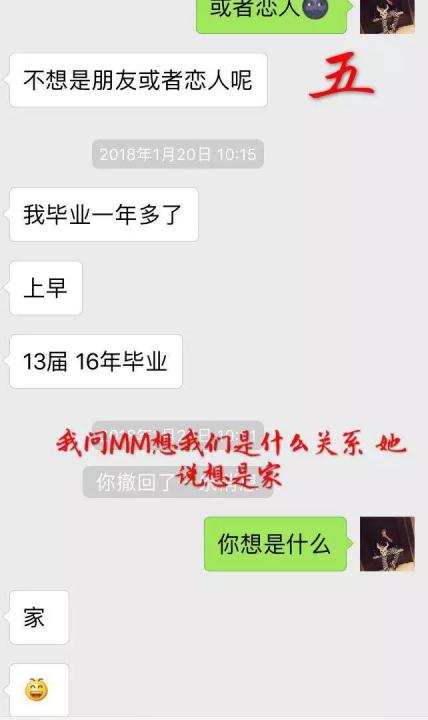 或者恋人
五
不想是朋友或者恋人呢
2018年1月20日 10:15
我毕业一年多了
上早
13届 16年毕业
我问MM想我们是什么关系 她
说想是家
你撤回了一条消息
你想是什么
家